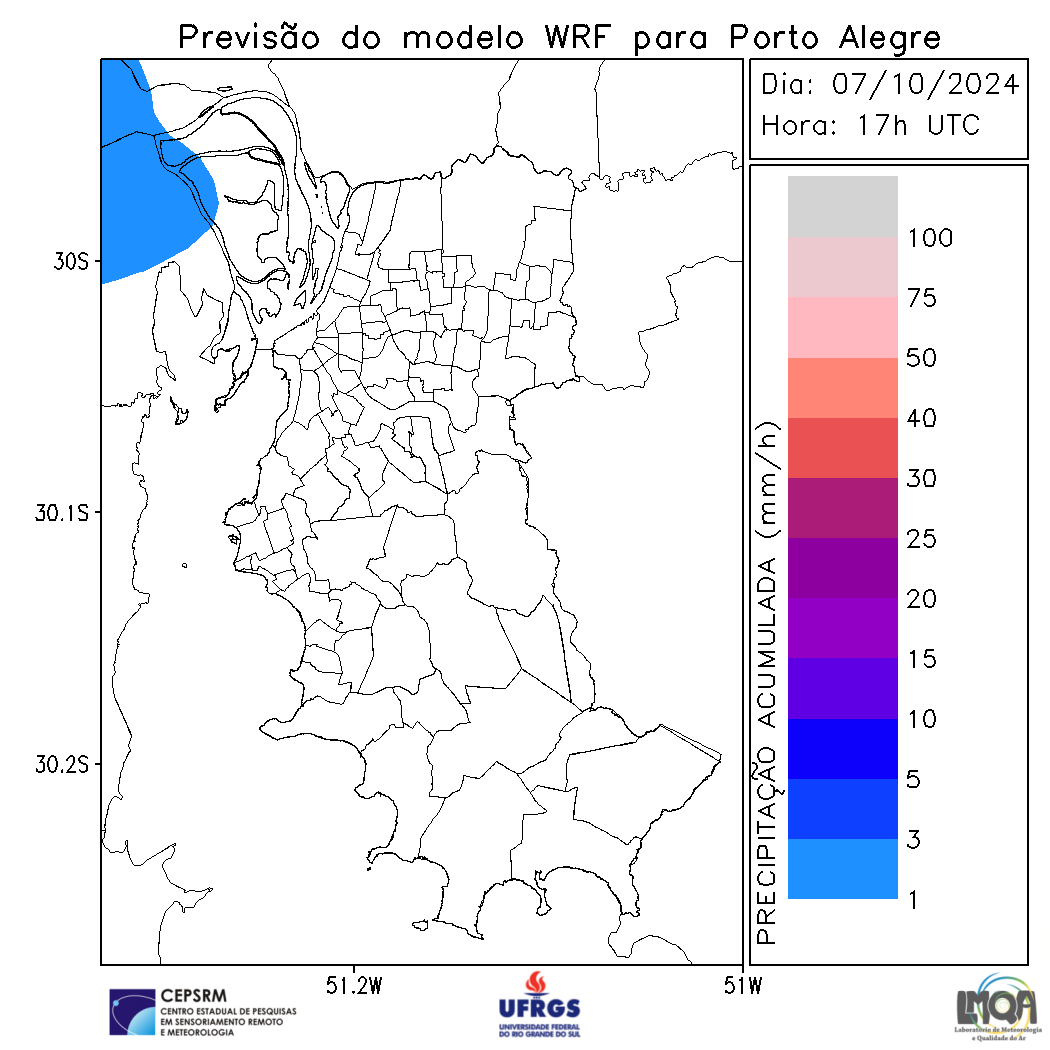 Previsão do modelo WRF para Porto Alegre
Dia: 07/10/2024
Hora: 17h UTC
30S
30.1S
30.2S
51.2W
51W
PRECIPITAÇÃO ACUMULADA (mm/h)
100
75
50
40
30
25
20
15
10
5
3
1
CEPSRM
CENTRO ESTADUAL DE PESQUISAS
EM SENSORIAMENTO REMOTO
E METEOROLOGIA
UFRGS
UNIVERSIDADE FEDERAL
DO RIO GRANDE DO SUL
LMQA
Laboratório de Meteorologia
e Qualidade do Ar